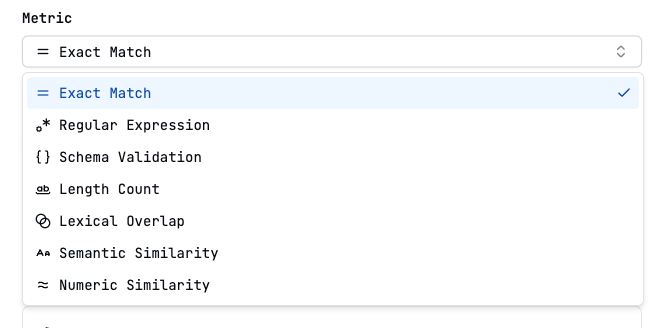 Metric
= Exact Match
= Exact Match
.* Regular Expression
{} Schema Validation
ab Length Count
Lexical Overlap
AA Semantic Similarity
≈ Numeric Similarity